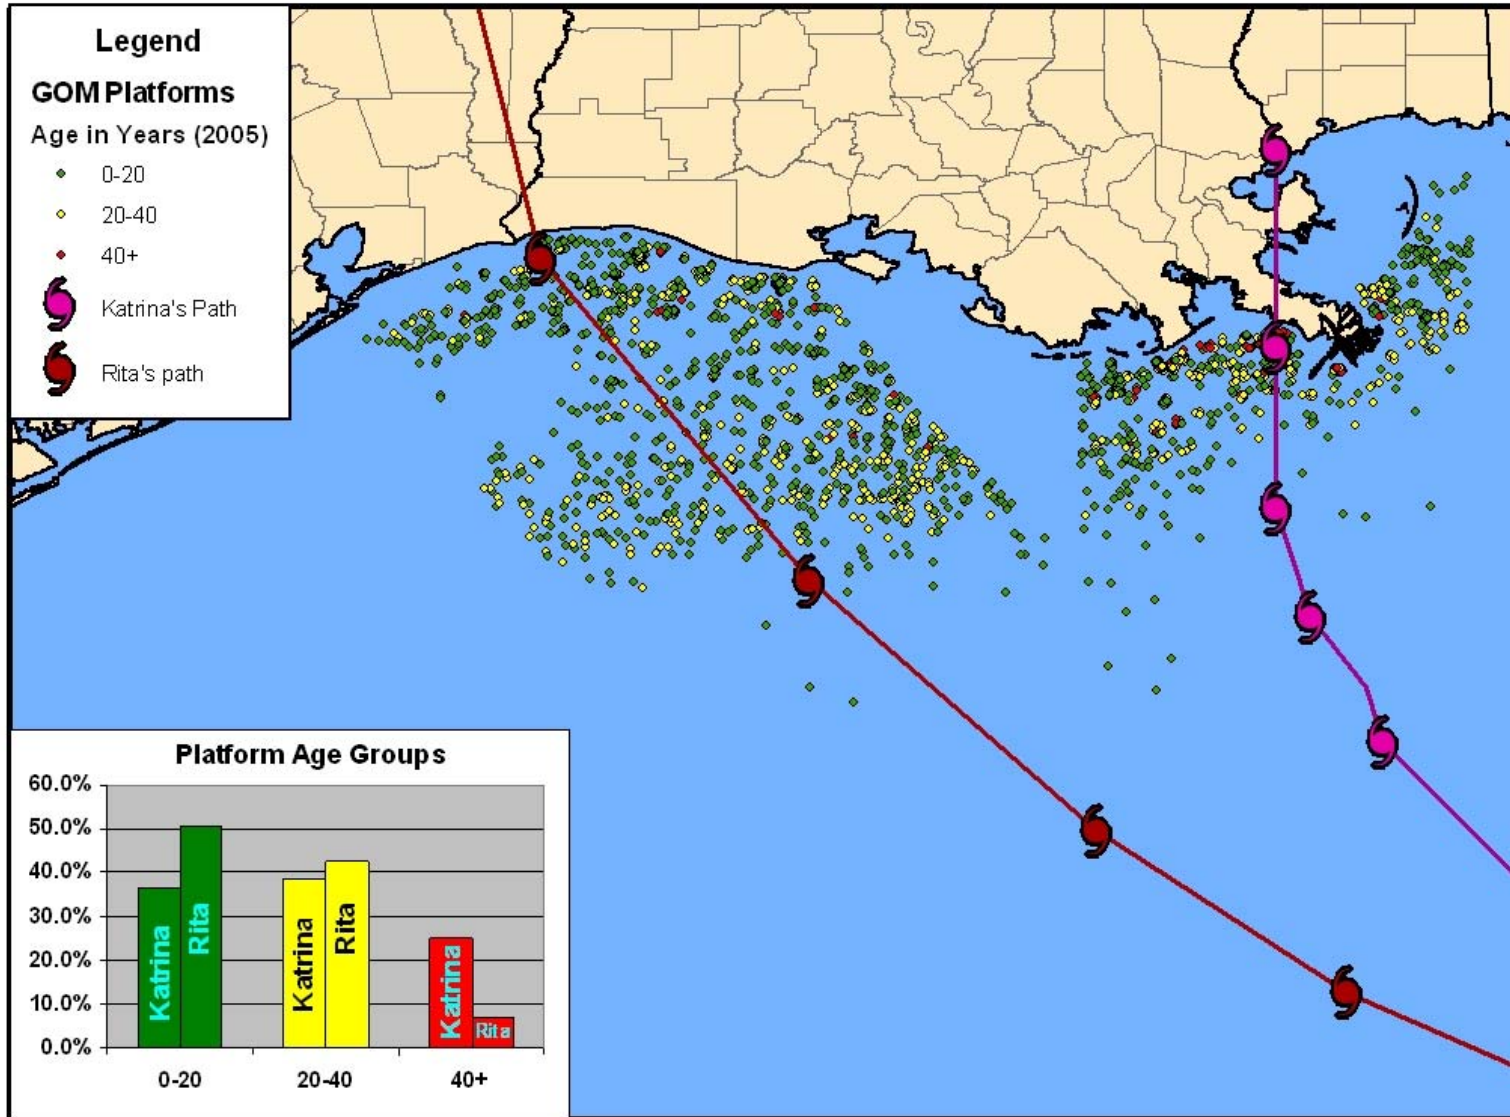 Legend
GOM Platforms
Age in Years (2005)
0-20
20-40
40+
Katrina's Path
Rita's path
Platform Age Groups
60.0%
50.0%
40.0%
30.0%
20.0%
10.0%
0.0%
Katrina
Rita
Katrina
Rita
Katrina
Rita
0-20
20-40
40+